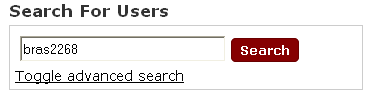 Search For Users
bras2268 Search
Toggle advanced search